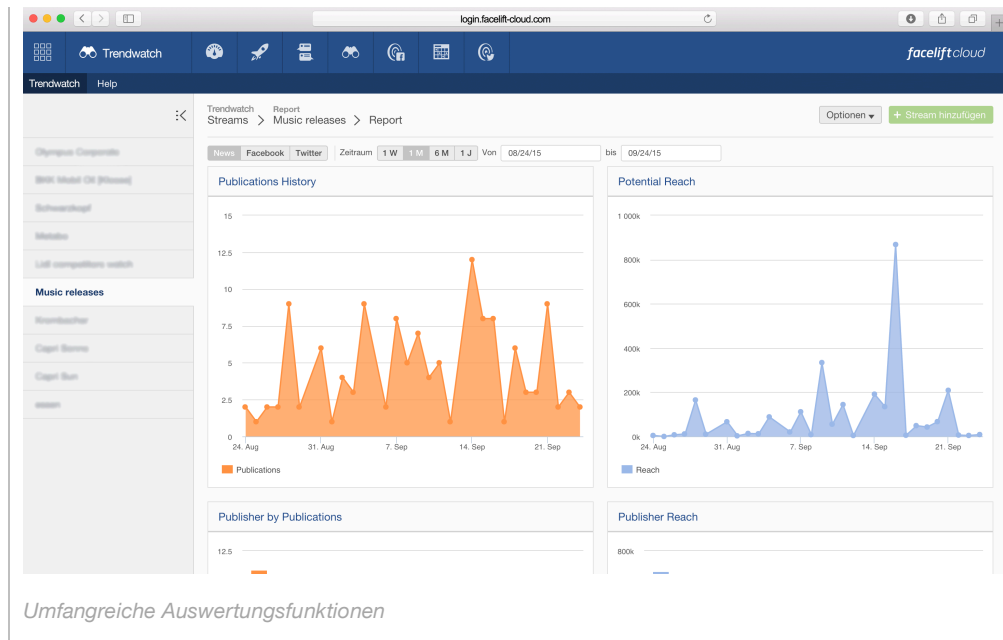 login.facelift-cloud.com
Trendwatch
facelift cloud
Trendwatch Help
Trendwatch Report
Streams > Music releases > Report
Optionen
+ Stream hinzufügen
News Facebook Twitter Zeitraum 1 W 1 M 6 M 1 J Von 08/24/15 bis 09/24/15
Music releases
Publications History
15
12.5
10
7.5
5
2.5
0
24. Aug 31. Aug 7. Sep 14. Sep 21. Sep
Publications
Potential Reach
1 000k
800k
600k
400k
200k
0k
24. Aug 31. Aug 7. Sep 14. Sep 21. Sep
Reach
Publisher by Publications
12.5
Publisher Reach
800k
Umfangreiche Auswertungsfunktionen